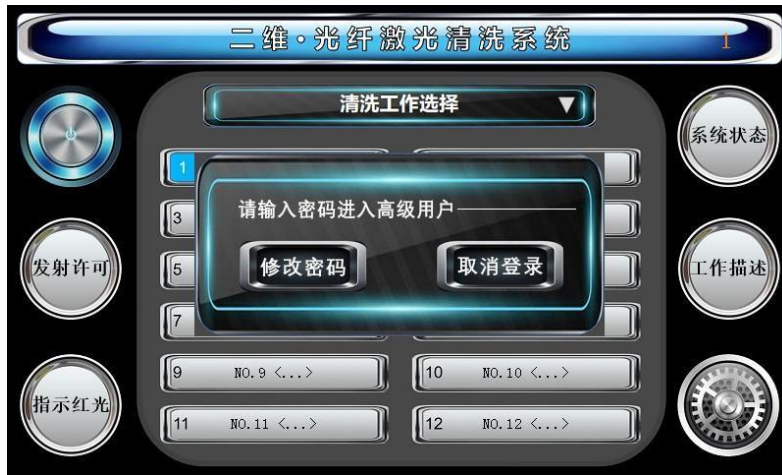 二维·光纤激光清洗系统 1
清洗工作选择 ▼
系统状态
1
请输入密码进入高级用户
3
发射许可
5
修改密码 取消登录
工作描述
7
9 NO.9 <...> 10 NO.10 <...>
指示红光
11 NO.11 <...> 12 NO.12 <...>